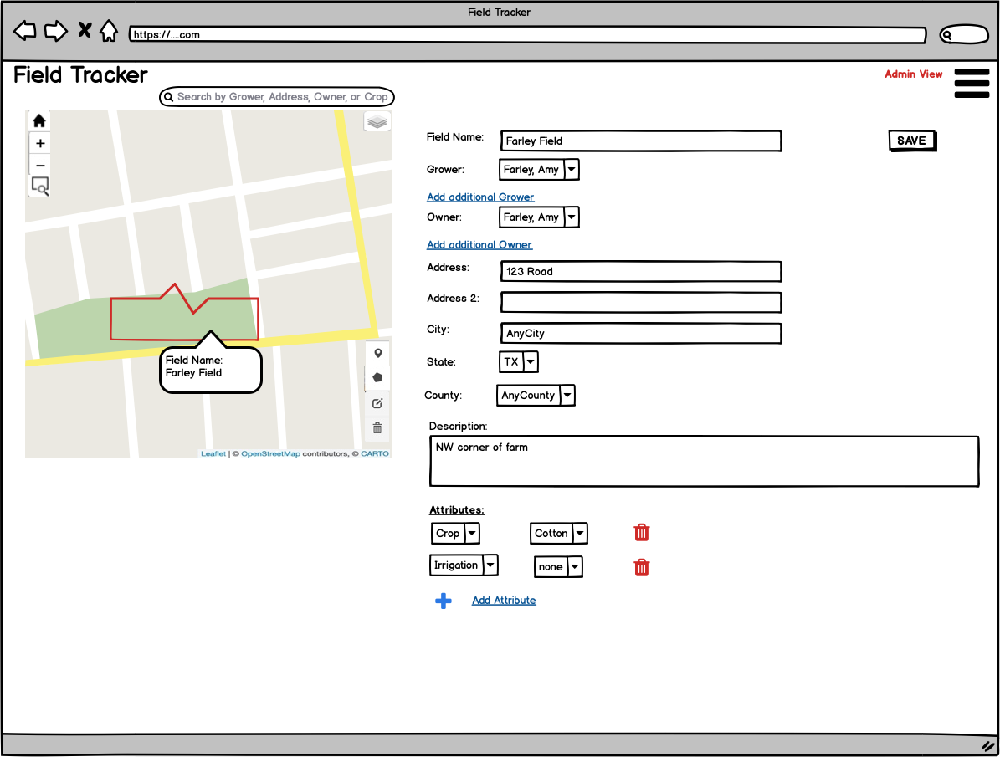 Field Tracker
https://....com
Field Tracker
Admin View
Search by Grower, Address, Owner, or Crop
+
−
Field Name:
Farley Field
Leaflet | © OpenStreetMap contributors, © CARTO
Field Name: Farley Field
SAVE
Grower: Farley, Amy
Add additional Grower
Owner: Farley, Amy
Add additional Owner
Address: 123 Road
Address 2:
City: AnyCity
State: TX
County: AnyCounty
Description:
NW corner of farm
Attributes:
Crop Cotton
Irrigation none
Add Attribute